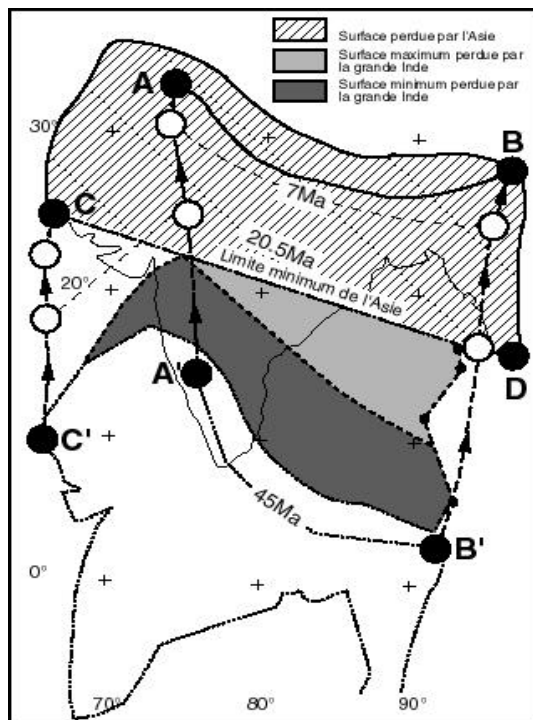 Surface perdue par l'Asie
Surface maximum perdue par
la grande Inde
Surface minimum perdue par
la grande Inde
A
30°
B
7Ma
C
20.5Ma
Limite minimum de l'Asie
20°
A'
D
C'
45Ma
B'
0°
70°
80°
90°